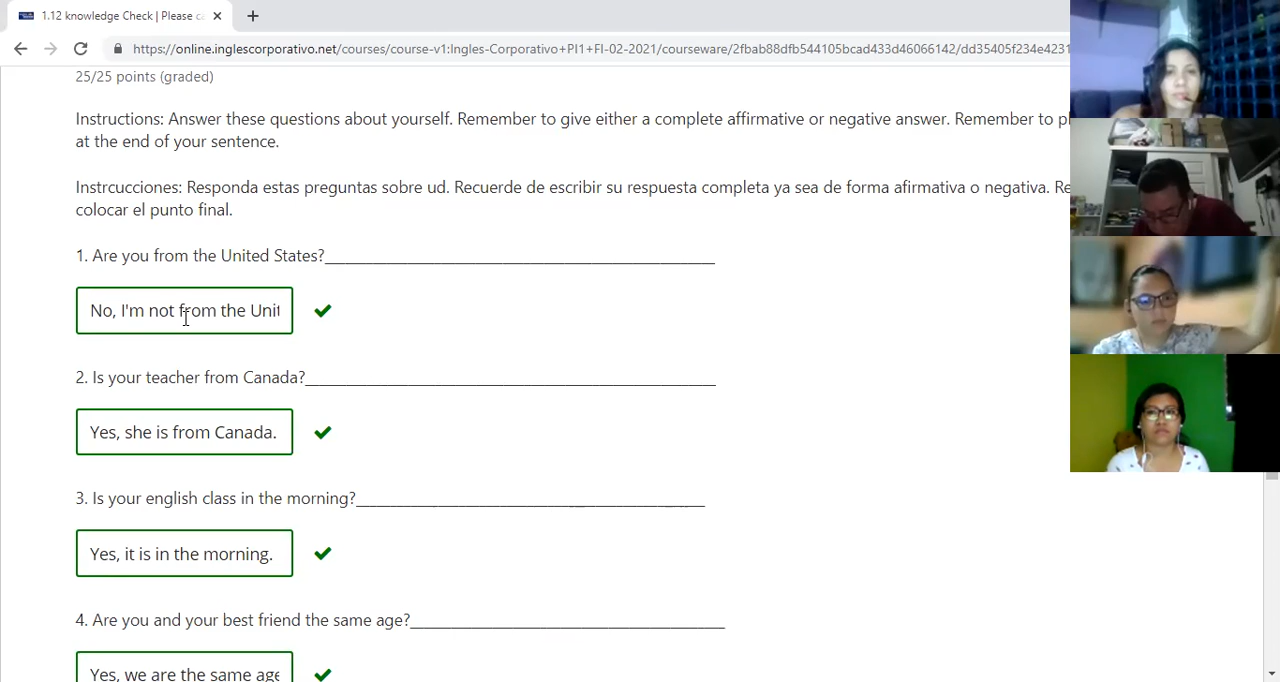 1.12 knowledge Check | Please ca
https://online.inglescorporativo.net/courses/course-v1:Ingles-Corporativo+PI1+FI-02-2021/courseware/2fbab88dfb544105bcad433d46066142/dd35405f234e4231
25/25 points (graded)
Instructions: Answer these questions about yourself. Remember to give either a complete affirmative or negative answer. Remember to pl
at the end of your sentence.
Instrcucciones: Responda estas preguntas sobre ud. Recuerde de escribir su respuesta completa ya sea de forma afirmativa o negativa. Re
colocar el punto final.
1. Are you from the United States?
No, I'm not from the Unit
2. Is your teacher from Canada?
Yes, she is from Canada.
3. Is your english class in the morning?
Yes, it is in the morning.
4. Are you and your best friend the same age?
Yes, we are the same age